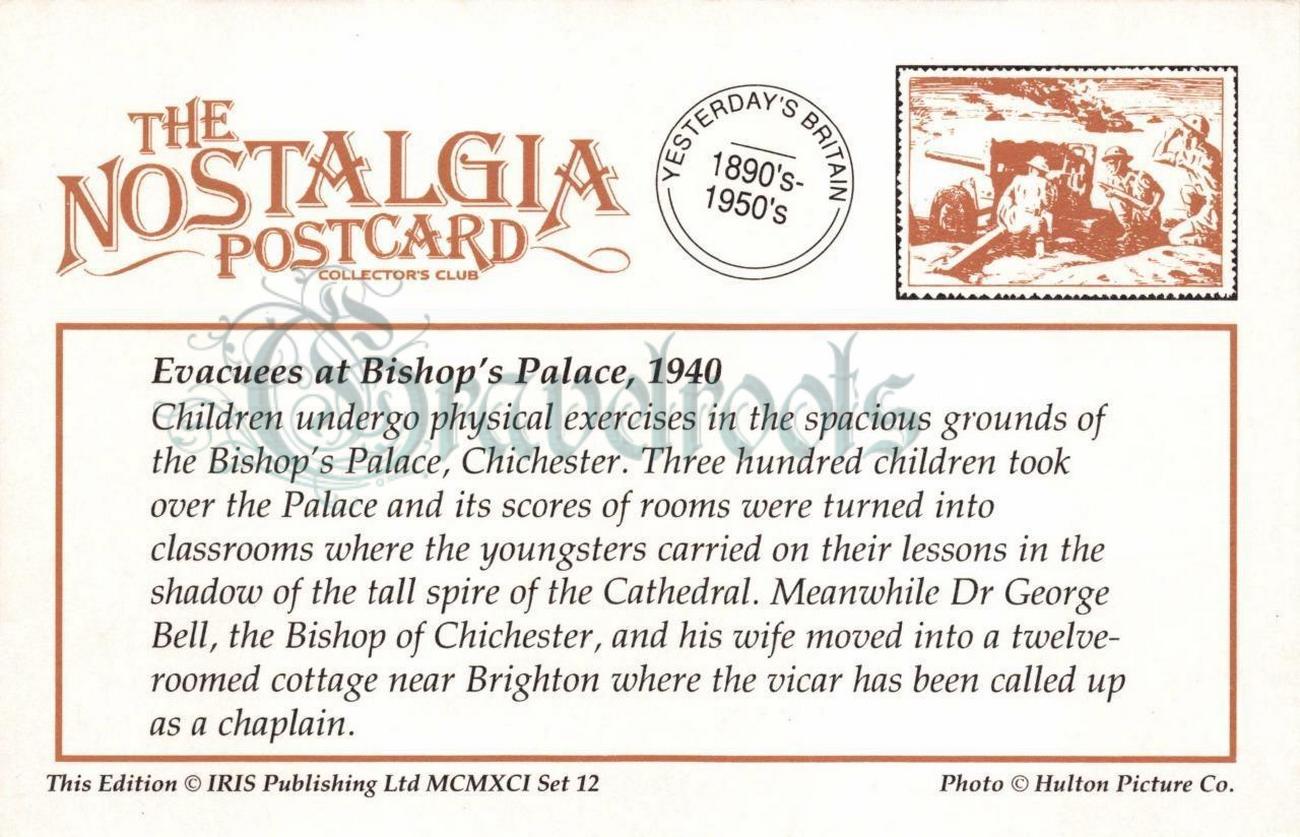 THE
NOSTALGIA
POSTCARD
COLLECTOR'S CLUB
YESTERDAY'S BRITAIN
1890's-
1950's
Gravelroots
Evacuees at Bishop's Palace, 1940
Children undergo physical exercises in the spacious grounds of
the Bishop's Palace, Chichester. Three hundred children took
over the Palace and its scores of rooms were turned into
classrooms where the youngsters carried on their lessons in the
shadow of the tall spire of the Cathedral. Meanwhile Dr George
Bell, the Bishop of Chichester, and his wife moved into a twelve-
roomed cottage near Brighton where the vicar has been called up
as a chaplain.
This Edition © IRIS Publishing Ltd MCMXCI Set 12
Photo © Hulton Picture Co.